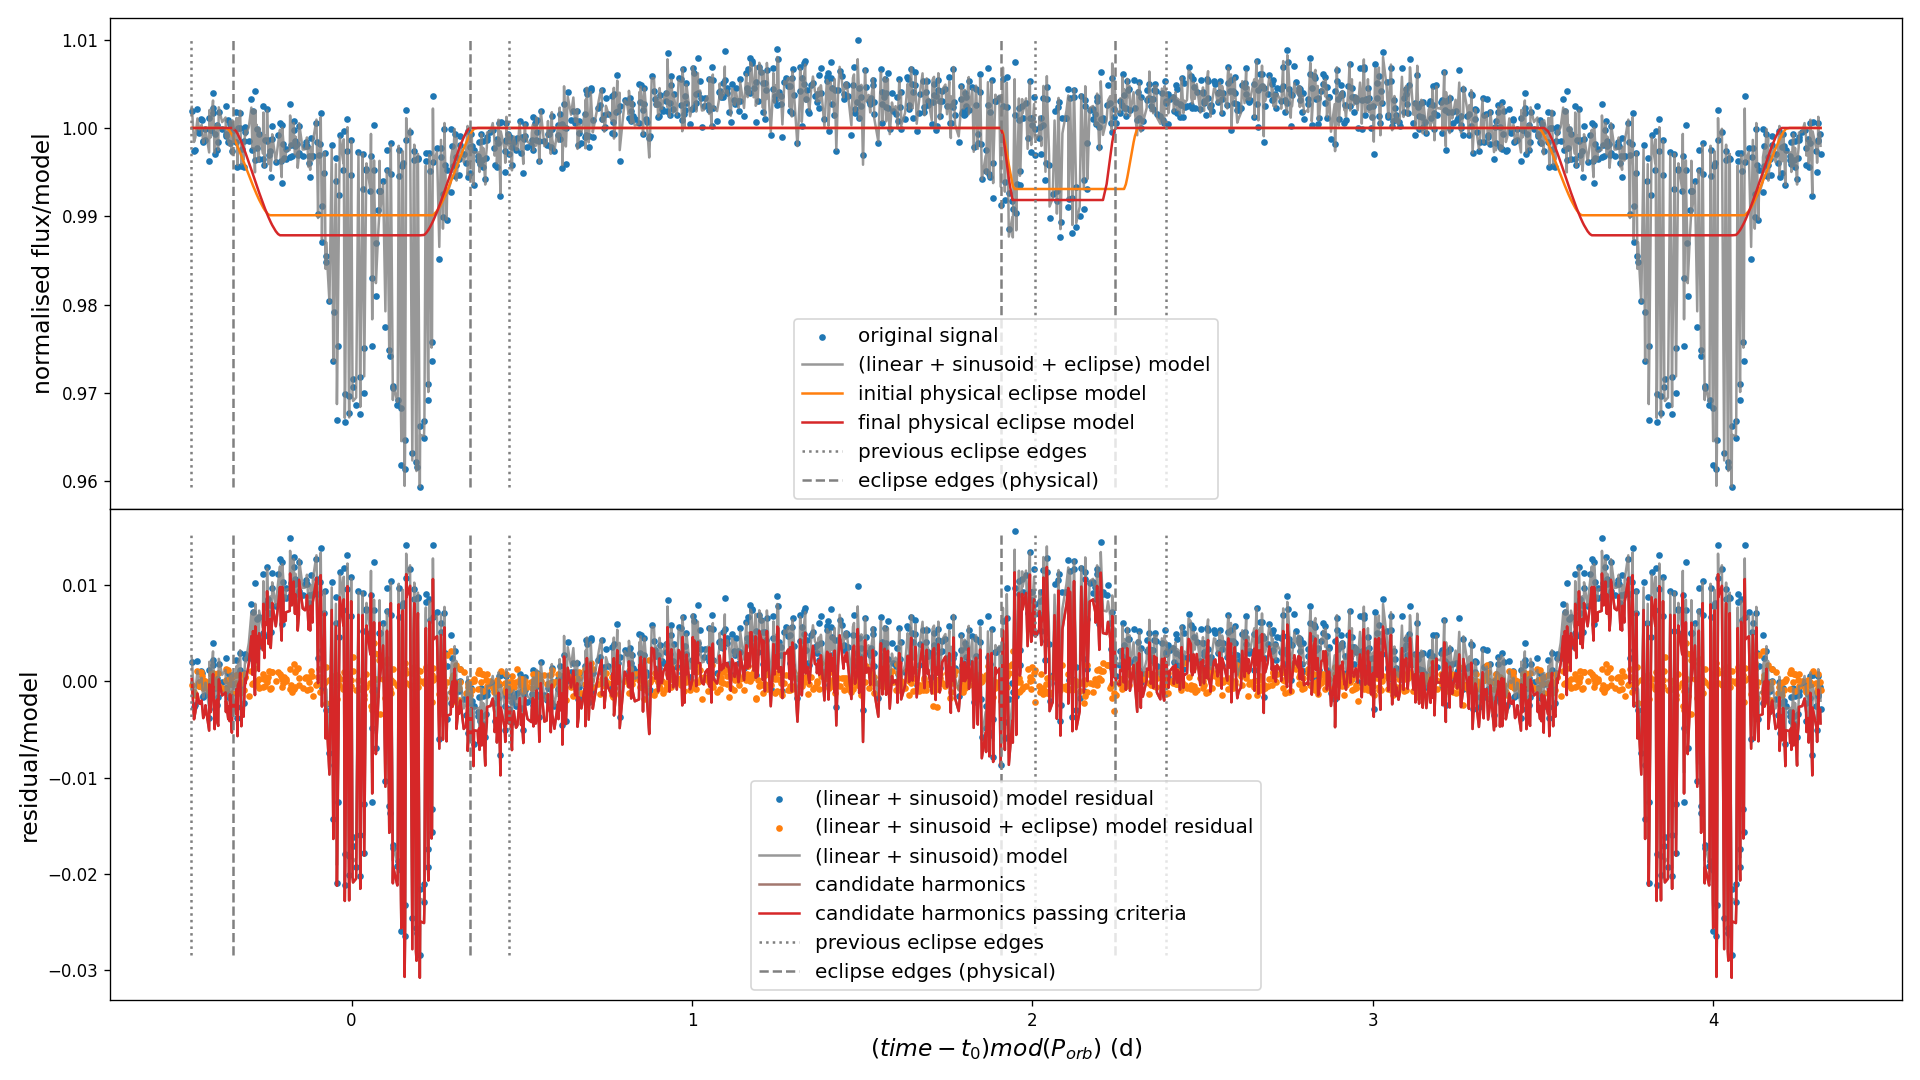 normalised flux/model
1.01
1.00
0.99
0.98
0.97
0.96
original signal
(linear + sinusoid + eclipse) model
initial physical eclipse model
final physical eclipse model
previous eclipse edges
eclipse edges (physical)
residual/model
0.01
0.00
−0.01
−0.02
−0.03
(linear + sinusoid) model residual
(linear + sinusoid + eclipse) model residual
(linear + sinusoid) model
candidate harmonics
candidate harmonics passing criteria
previous eclipse edges
eclipse edges (physical)
0 1 2 3 4
(time − t₀)mod(P_orb) (d)